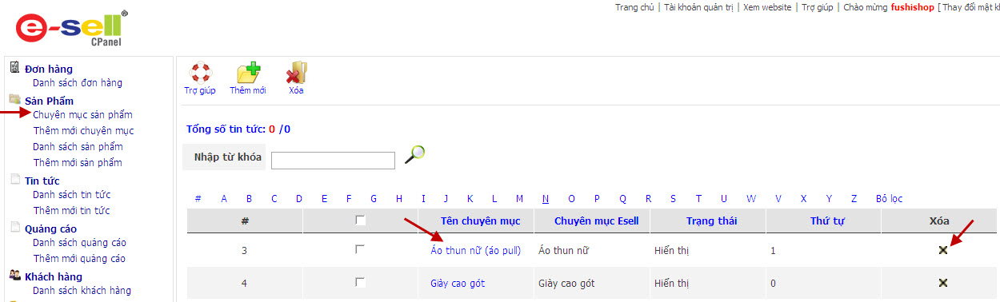 Trang chủ | Tài khoản quản trị | Xem website | Trợ giúp | Chào mừng fushishop [ Thay đổi mật k
e-sell®
CPanel
Đơn hàng
Danh sách đơn hàng
Sản Phẩm
Chuyên mục sản phẩm
Thêm mới chuyên mục
Danh sách sản phẩm
Thêm mới sản phẩm
Tin tức
Danh sách tin tức
Thêm mới tin tức
Quảng cáo
Danh sách quảng cáo
Thêm mới quảng cáo
Khách hàng
Danh sách khách hàng
Trợ giúp Thêm mới Xóa
Tổng số tin tức: 0 /0
Nhập từ khóa
# A B C D E F G H I J K L M N O P Q R S T U W V X Y Z Bỏ lọc
# Tên chuyên mục Chuyên mục Esell Trạng thái Thứ tự Xóa
3 Áo thun nữ (áo pull) Áo thun nữ Hiển thị 1
4 Giày cao gót Giày cao gót Hiển thị 0